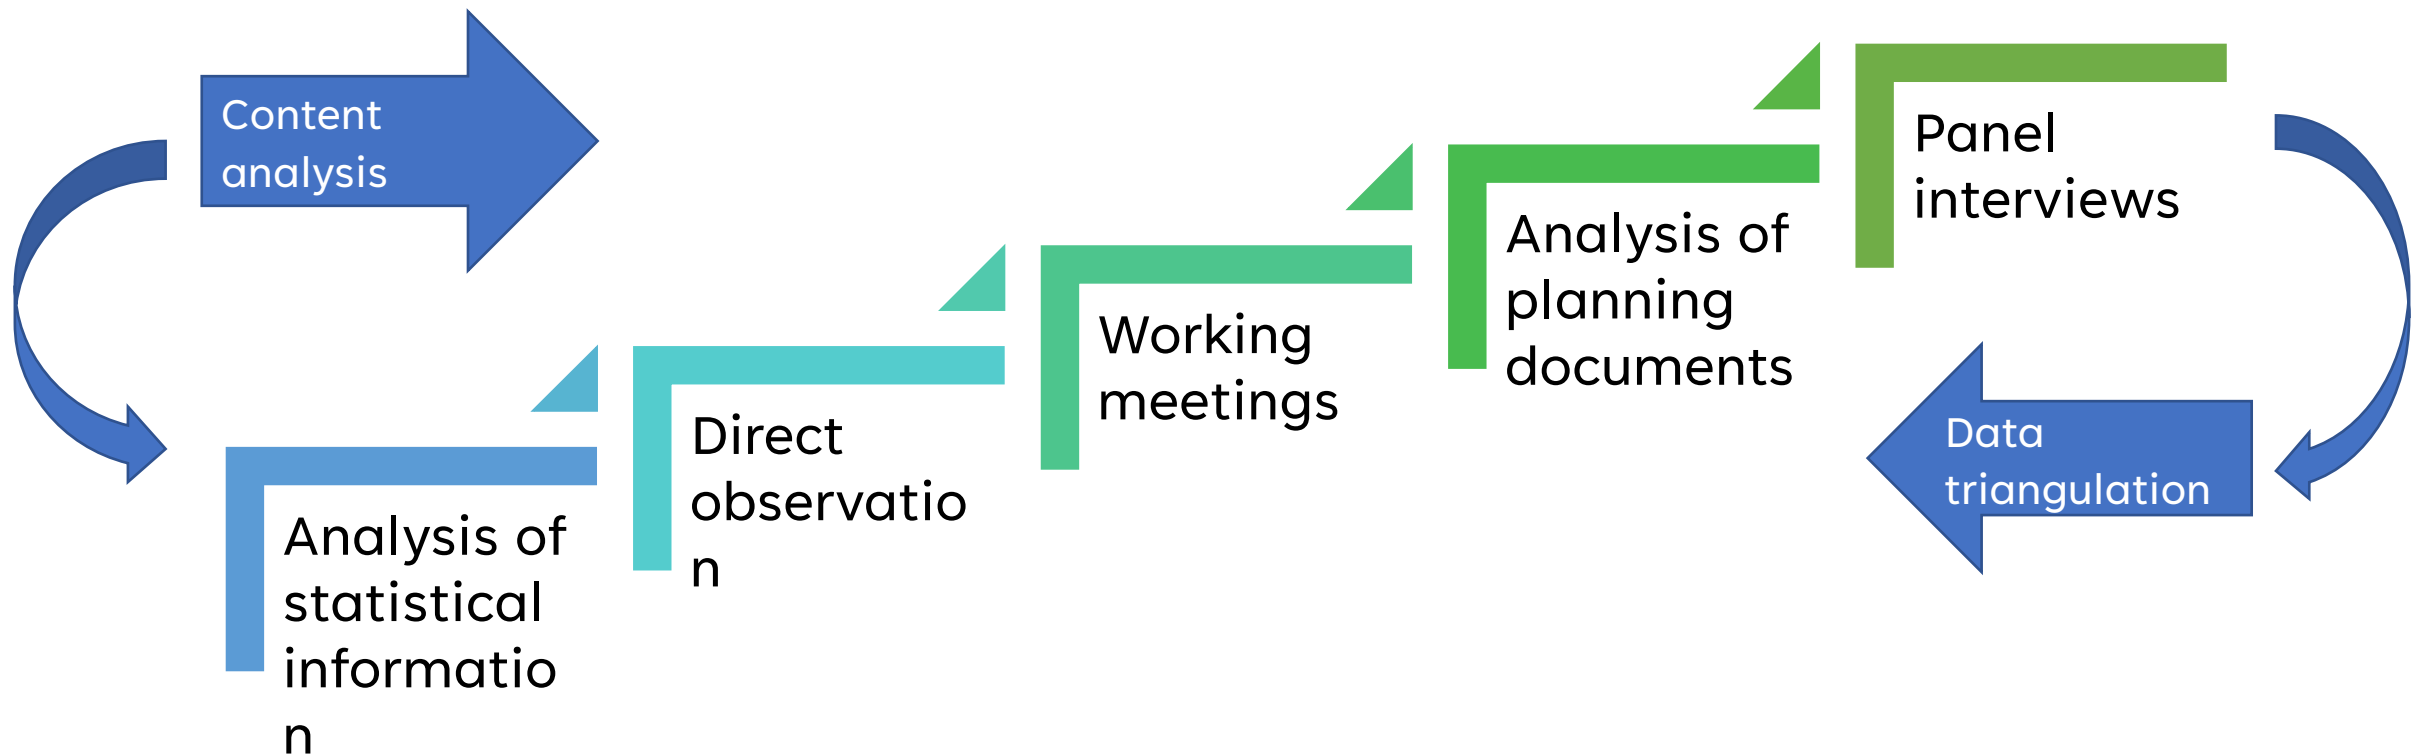 Content
analysis
Analysis of
statistical
informatio
n
Direct
observatio
n
Working
meetings
Analysis of
planning
documents
Panel
interviews
Data
triangulation